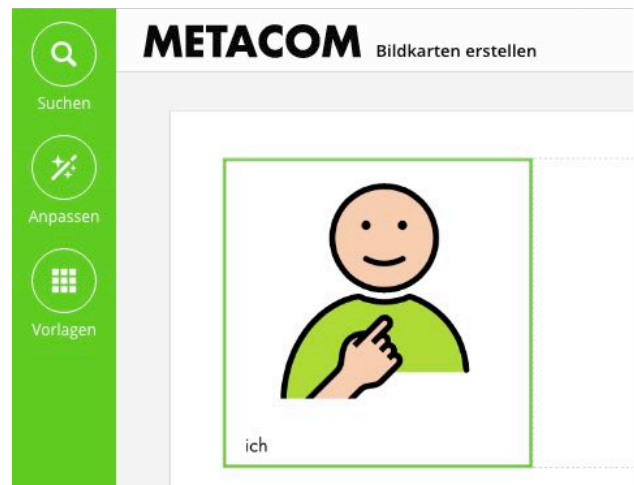 METACOM Bildkarten erstellen
Suchen
Anpassen
Vorlagen
ich